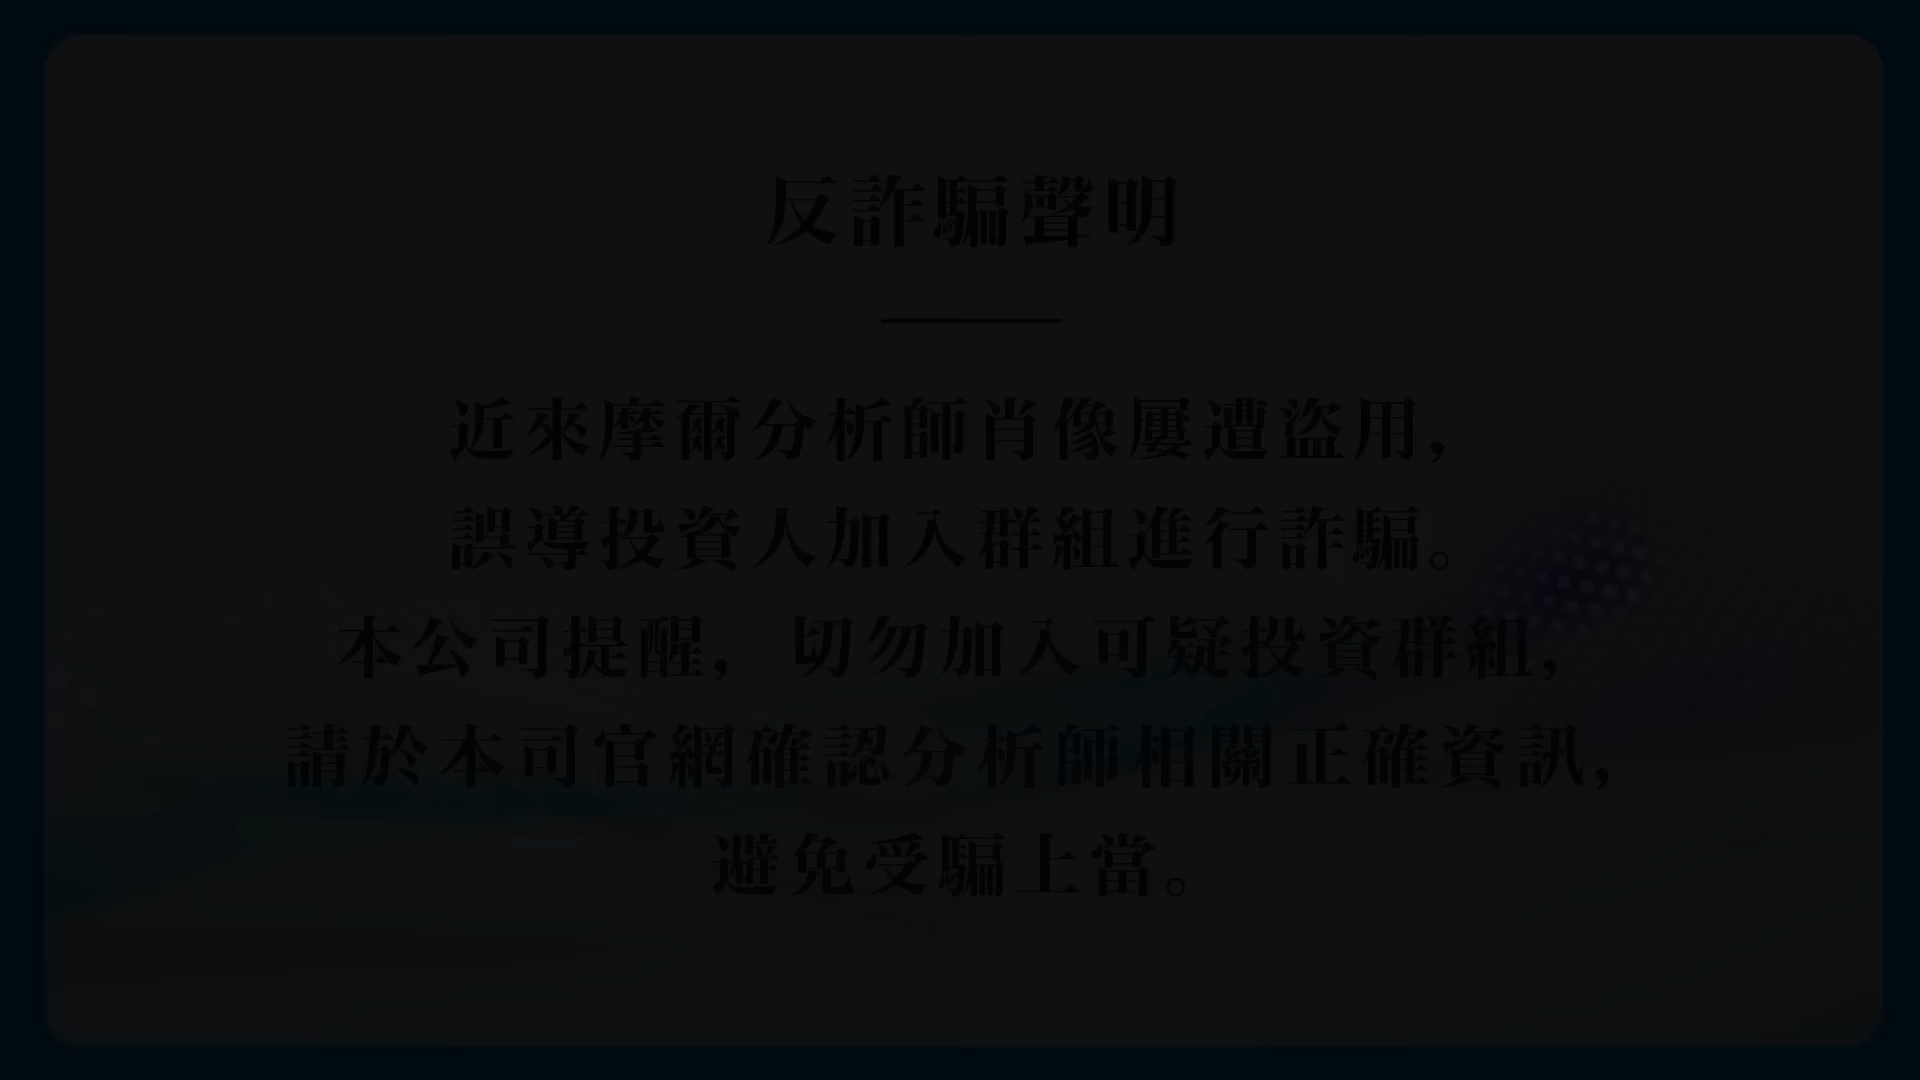 反詐騙聲明
近來摩爾分析師肖像屢遭盜用,
誤導投資人加入群組進行詐騙。
本公司提醒, 切勿加入可疑投資群組,
請於本司官網確認分析師相關正確資訊,
避免受騙上當。